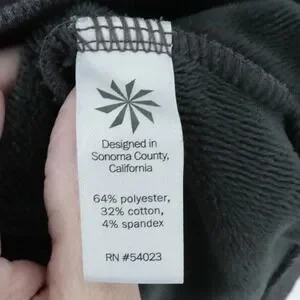 Designed in
Sonoma County,
California
64% polyester,
32% cotton,
4% spandex
RN #54023